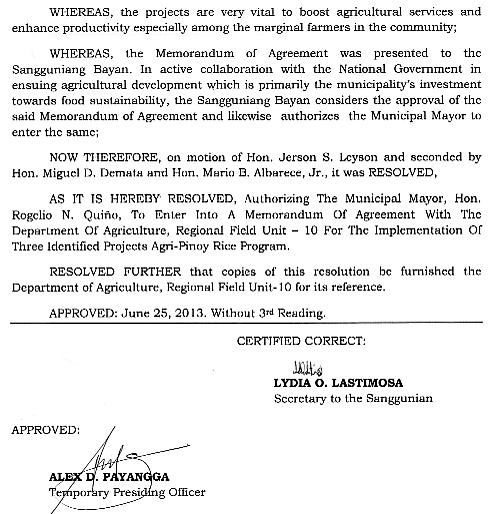 WHEREAS, the projects are very vital to boost agricultural services and
enhance productivity especially among the marginal farmers in the community;
WHEREAS, the Memorandum of Agreement was presented to the
Sangguniang Bayan. In active collaboration with the National Government in
ensuing agricultural development which is primarily the municipality's investment
towards food sustainability, the Sangguniang Bayan considers the approval of the
said Memorandum of Agreement and likewise authorizes the Municipal Mayor to
enter the same;
NOW THEREFORE, on motion of Hon. Jerson S. Leyson and seconded by
Hon. Miguel D. Demata and Hon. Mario B. Albarece, Jr., it was RESOLVED,
AS IT IS HEREBY RESOLVED, Authorizing The Municipal Mayor, Hon.
Rogelio N. Quiño, To Enter Into A Memorandum Of Agreement With The
Department Of Agriculture, Regional Field Unit – 10 For The Implementation Of
Three Identified Projects Agri-Pinoy Rice Program.
RESOLVED FURTHER that copies of this resolution be furnished the
Department of Agriculture, Regional Field Unit-10 for its reference.
APPROVED: June 25, 2013. Without 3rd Reading.
CERTIFIED CORRECT:
LYDIA O. LASTIMOSA
Secretary to the Sanggunian
APPROVED:
ALEX D. PAYANGGA
Temporary Presiding Officer